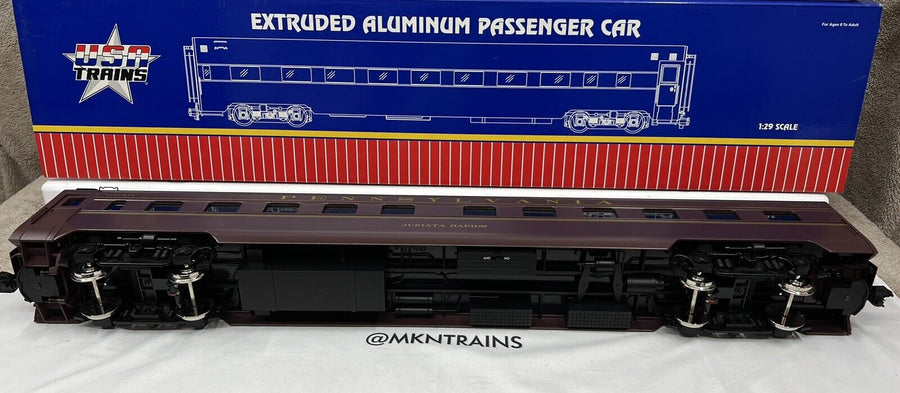 EXTRUDED ALUMINUM PASSENGER CAR
For Ages 8 To Adult
USA
TRAINS
1:29 SCALE
PENNSYLVANIA
JUNIATA RAPIDS
@MKNTRAINS